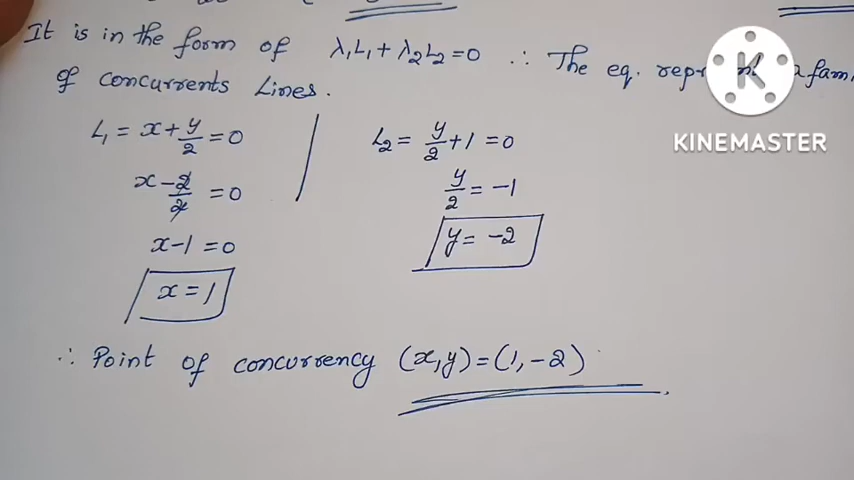 It is in the form of λ₁L₁ + λ₂L₂ = 0 ∴ The eq. repr
of concurrents Lines.
L₁ = x + y/2 = 0
x - 2/2 = 0
x - 1 = 0
x = 1
L₂ = y/2 + 1 = 0
y/2 = -1
y = -2
∴ Point of concurrency (x, y) = (1, -2)
K
KINEMASTER